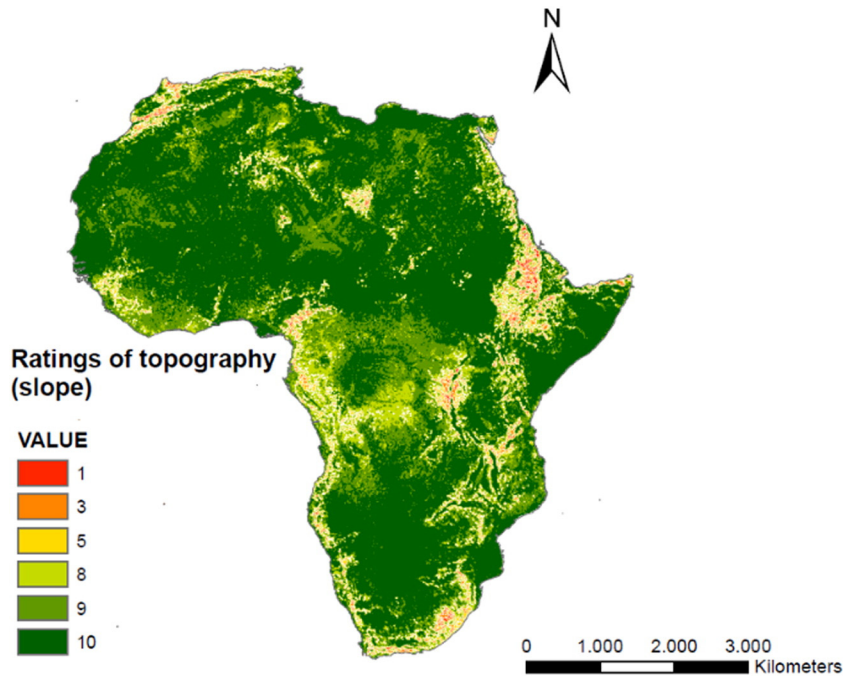 N
Ratings of topography
(slope)
VALUE
1
3
5
8
9
10
0 1.000 2.000 3.000
Kilometers